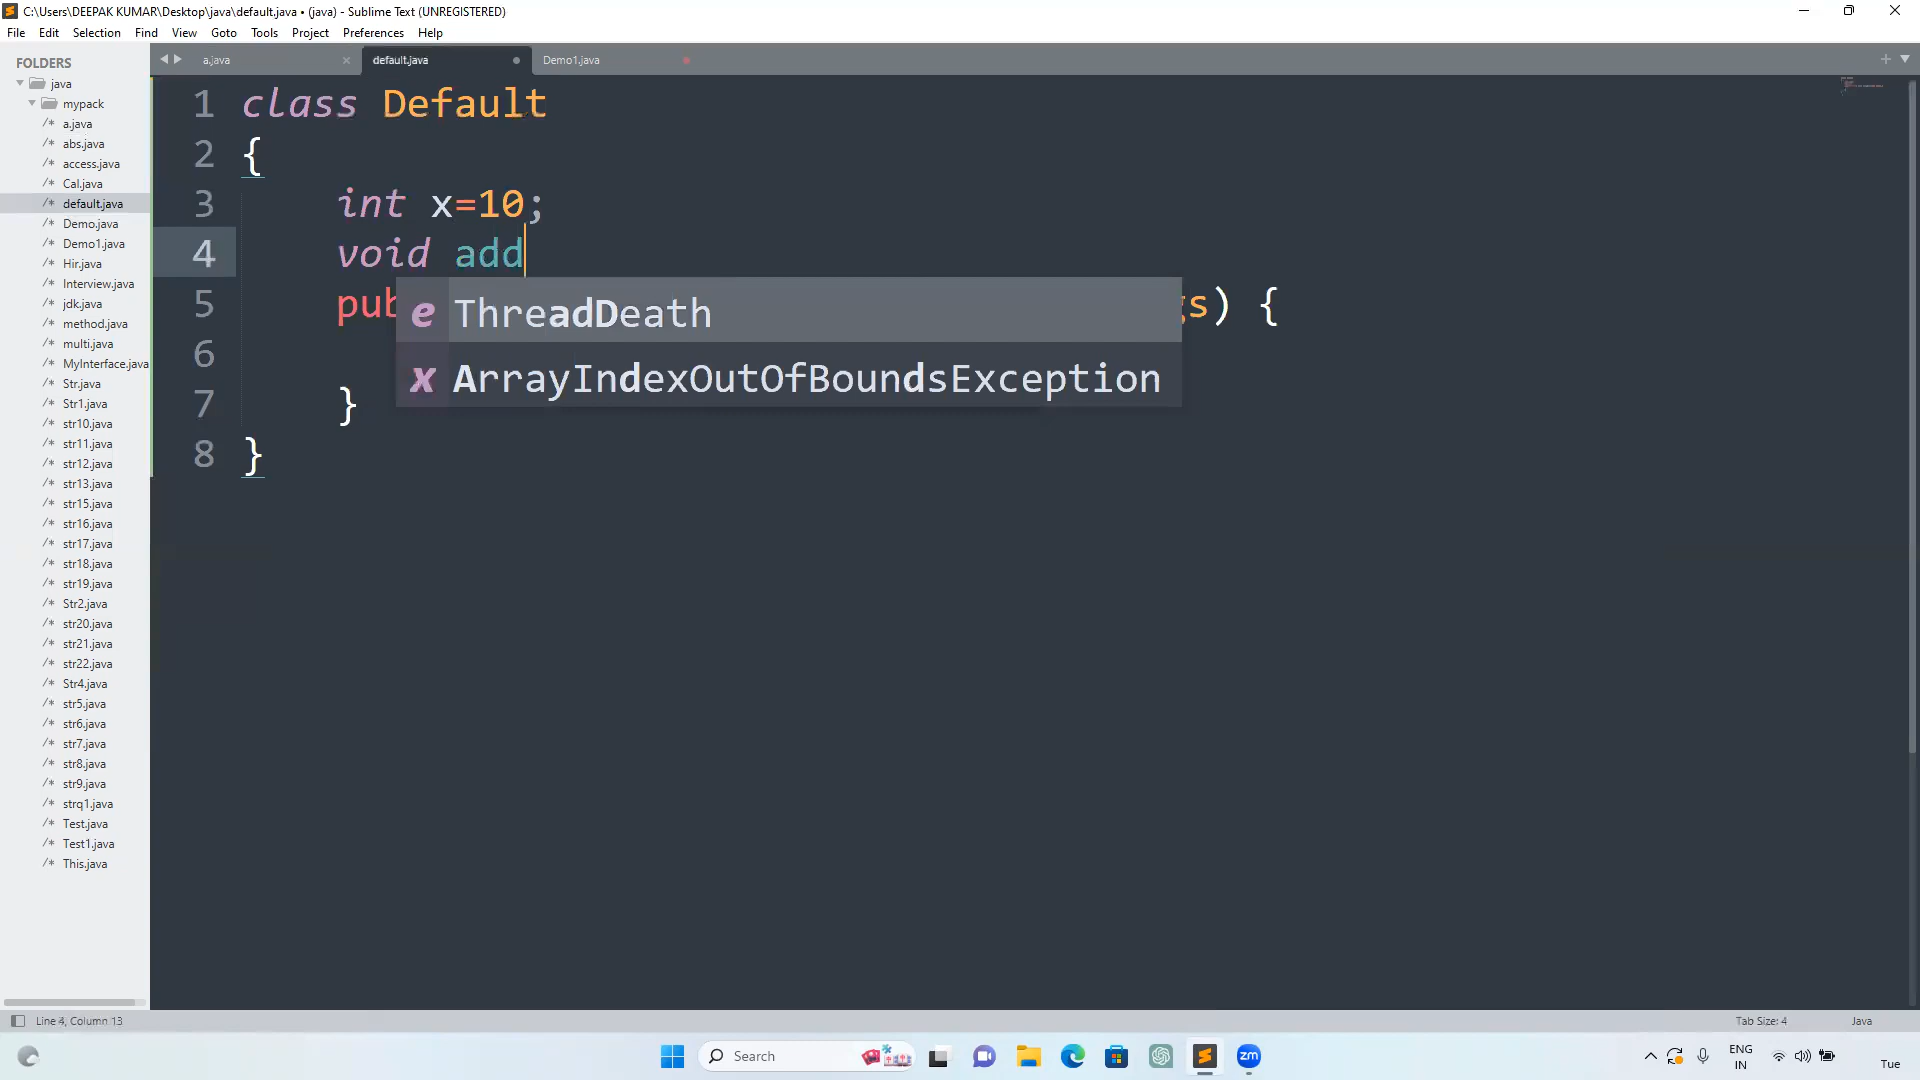 C:\Users\DEEPAK KUMAR\Desktop\java\default.java • (java) - Sublime Text (UNREGISTERED)
File Edit Selection Find View Goto Tools Project Preferences Help
FOLDERS
java
mypack
/* a.java
/* abs.java
/* access.java
/* Cal.java
/* default.java
/* Demo.java
/* Demo1.java
/* Hir.java
/* Interview.java
/* jdk.java
/* method.java
/* multi.java
/* MyInterface.java
/* Str.java
/* Str1.java
/* str10.java
/* str11.java
/* str12.java
/* str13.java
/* str15.java
/* str16.java
/* str17.java
/* str18.java
/* str19.java
/* Str2.java
/* str20.java
/* str21.java
/* str22.java
/* Str4.java
/* str5.java
/* str6.java
/* str7.java
/* str8.java
/* str9.java
/* strq1.java
/* Test.java
/* Test1.java
/* This.java
a.java default.java Demo1.java
1 class Default
2 {
3 int x=10;
4 void add
5 pub gs) {
e ThreadDeath
x ArrayIndexOutOfBoundsException
6
7 }
8 }
Line 4, Column 13 Tab Size: 4 Java
Search
zm
ENG
IN
Tue